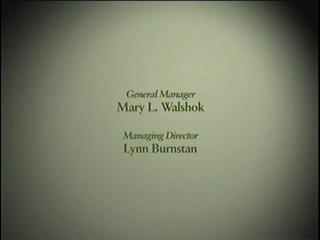 General Manager
Mary L. Walshok
Managing Director
Lynn Burnstan